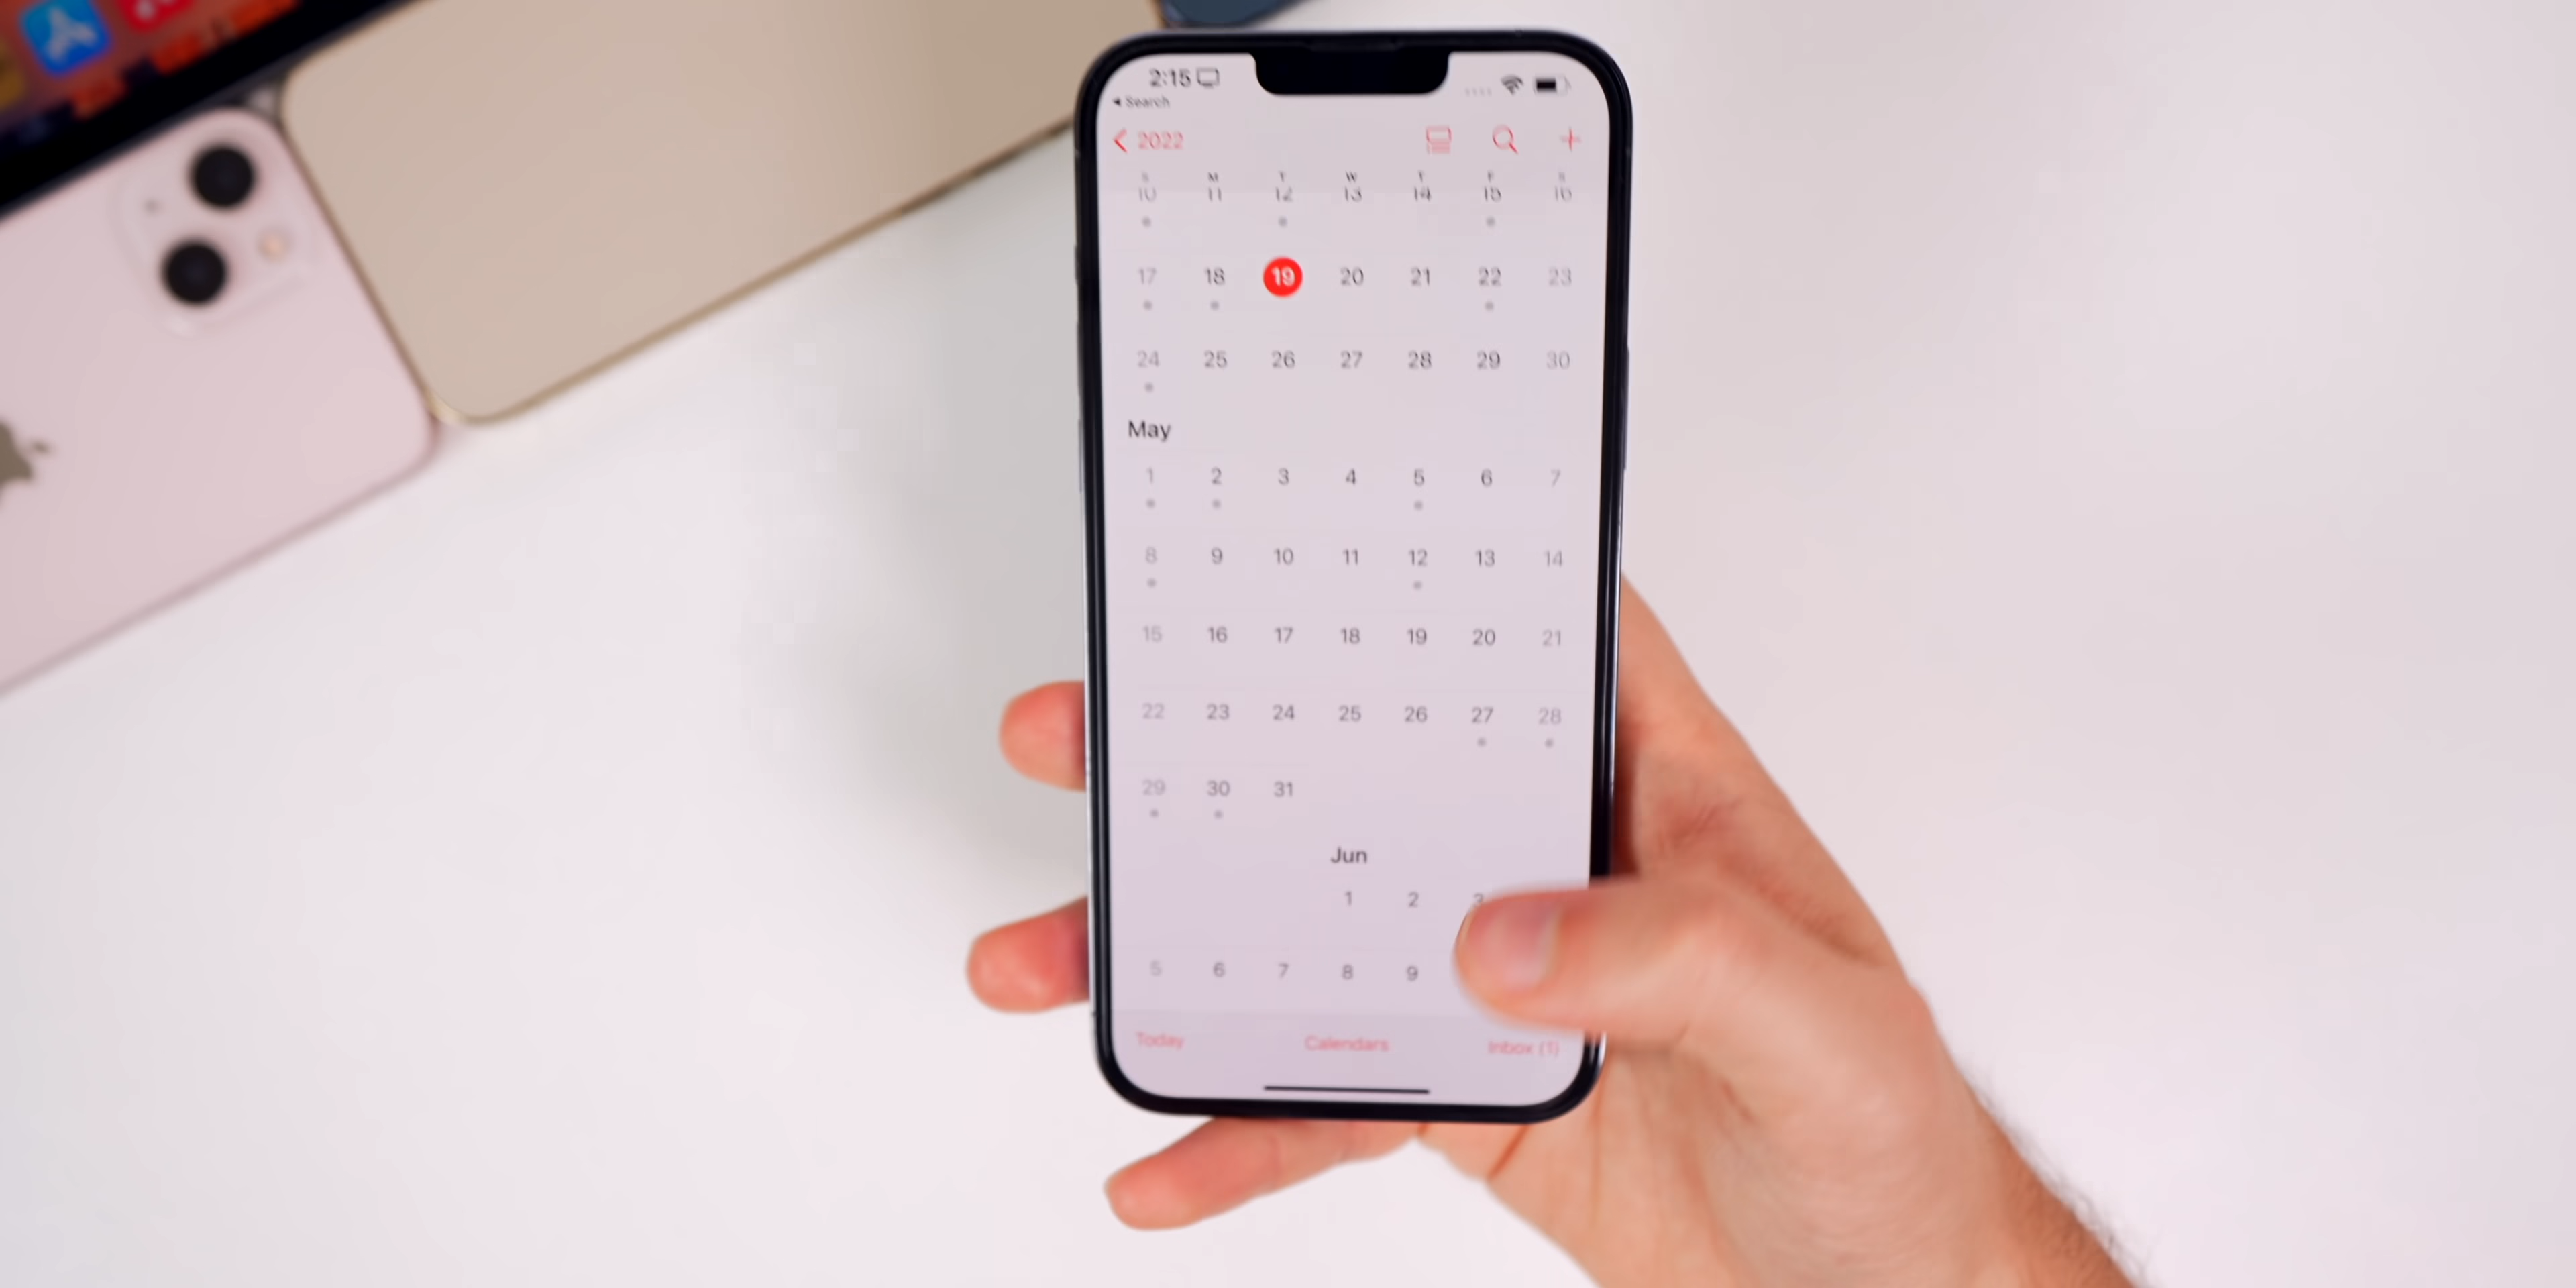 2:15
◀ Search
2022
S M T W T F S
10 11 12 13 14 15 16
17 18 19 20 21 22 23
24 25 26 27 28 29 30
May
1 2 3 4 5 6 7
8 9 10 11 12 13 14
15 16 17 18 19 20 21
22 23 24 25 26 27 28
29 30 31
Jun
1 2 3
5 6 7 8 9
Today Calendars Inbox (1)